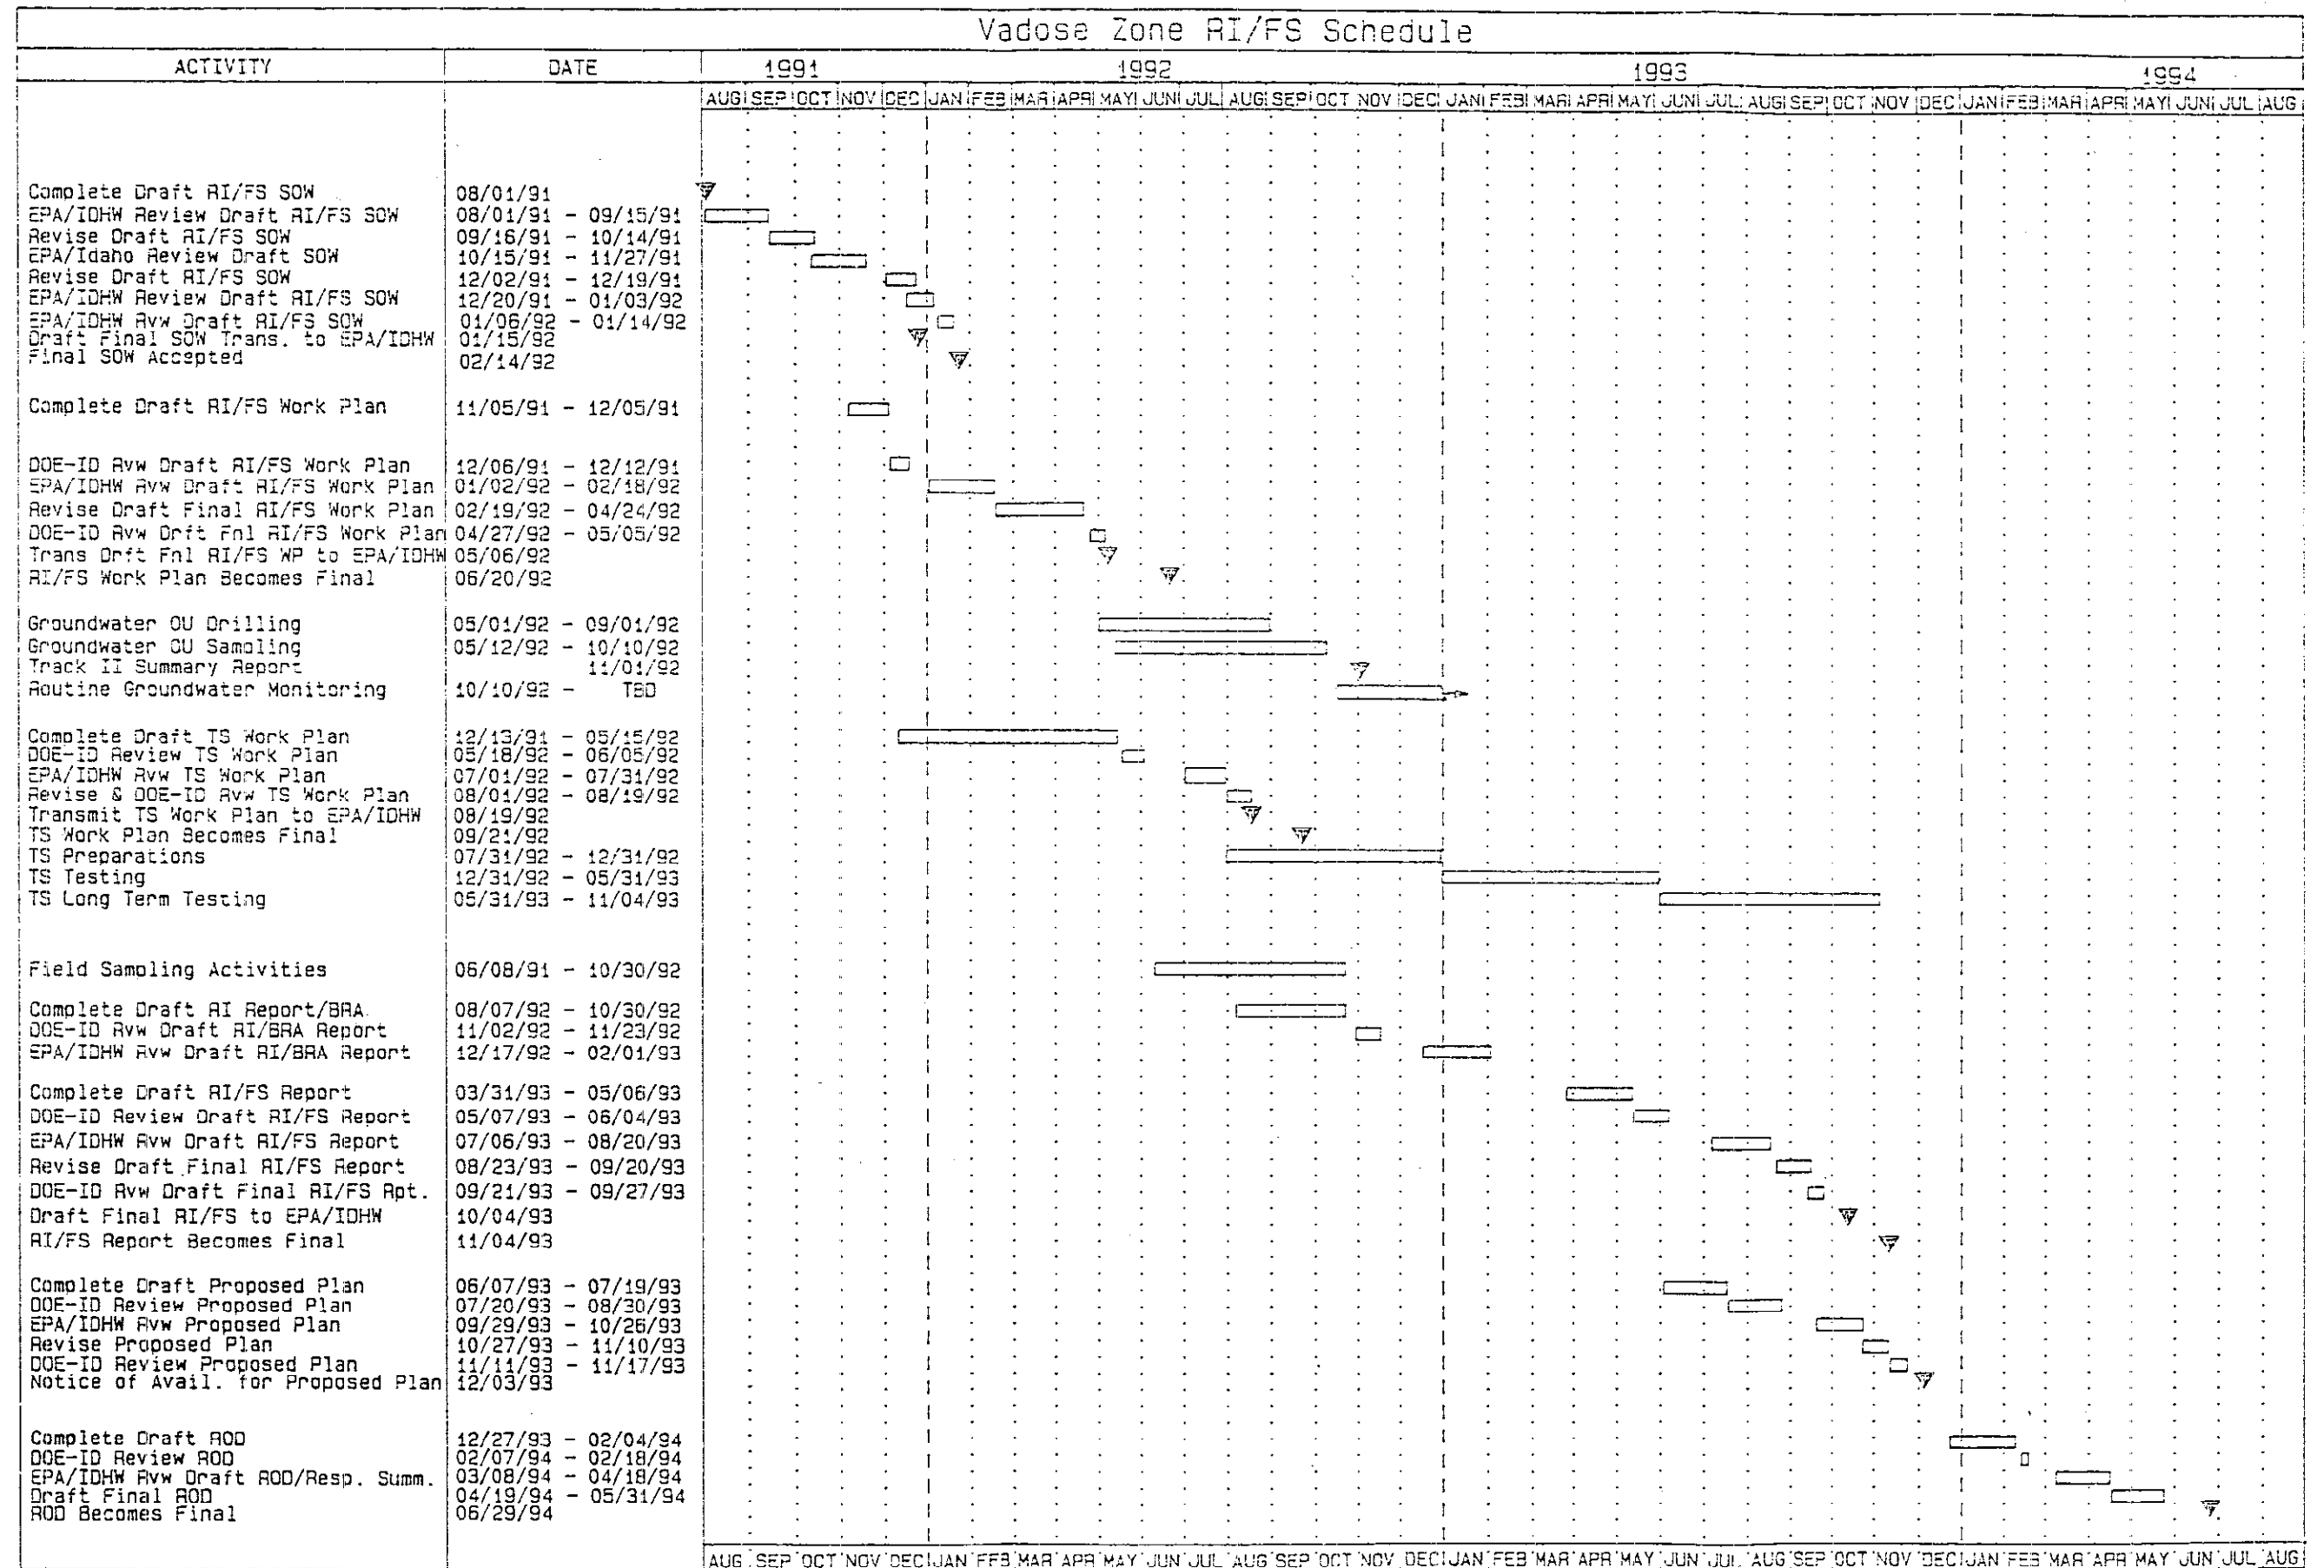 Vadose Zone RI/FS Schedule
ACTIVITY DATE 1991 1992 1993 1994
AUG SEP OCT NOV DEC JAN FEB MAR APR MAY JUN JUL AUG SEP OCT NOV DEC JAN FEB MAR APR MAY JUN JUL AUG SEP OCT NOV DEC JAN FEB MAR APR MAY JUN JUL AUG
Complete Draft RI/FS SOW 08/01/91
EPA/IDHW Review Draft RI/FS SOW 08/01/91 - 09/15/91
Revise Draft RI/FS SOW 09/16/91 - 10/14/91
EPA/Idaho Review Draft SOW 10/15/91 - 11/27/91
Revise Draft RI/FS SOW 12/02/91 - 12/19/91
EPA/IDHW Review Draft RI/FS SOW 12/20/91 - 01/03/92
EPA/IDHW Rvw Draft RI/FS SOW 01/06/92 - 01/14/92
Draft Final SOW Trans. to EPA/IDHW 01/15/92
Final SOW Accepted 02/14/92
Complete Draft RI/FS Work Plan 11/05/91 - 12/05/91
DOE-ID Rvw Draft RI/FS Work Plan 12/06/91 - 12/12/91
EPA/IDHW Rvw Draft RI/FS Work Plan 01/02/92 - 02/18/92
Revise Draft Final RI/FS Work Plan 02/19/92 - 04/24/92
DOE-ID Rvw Drft Fnl RI/FS Work Plan 04/27/92 - 05/05/92
Trans Drft Fnl RI/FS WP to EPA/IDHW 05/06/92
RI/FS Work Plan Becomes Final 06/20/92
Groundwater OU Drilling 05/01/92 - 09/01/92
Groundwater OU Sampling 05/12/92 - 10/10/92
Track II Summary Report 11/01/92
Routine Groundwater Monitoring 10/10/92 - TBD
Complete Draft TS Work Plan 12/13/91 - 05/15/92
DOE-ID Review TS Work Plan 05/18/92 - 06/05/92
EPA/IDHW Rvw TS Work Plan 07/01/92 - 07/31/92
Revise & DOE-ID Rvw TS Work Plan 08/01/92 - 08/19/92
Transmit TS Work Plan to EPA/IDHW 08/19/92
TS Work Plan Becomes Final 09/21/92
TS Preparations 07/31/92 - 12/31/92
TS Testing 12/31/92 - 05/31/93
TS Long Term Testing 05/31/93 - 11/04/93
Field Sampling Activities 06/08/91 - 10/30/92
Complete Draft RI Report/BRA 08/07/92 - 10/30/92
DOE-ID Rvw Draft RI/BRA Report 11/02/92 - 11/23/92
EPA/IDHW Rvw Draft RI/BRA Report 12/17/92 - 02/01/93
Complete Draft RI/FS Report 03/31/93 - 05/06/93
DOE-ID Review Draft RI/FS Report 05/07/93 - 06/04/93
EPA/IDHW Rvw Draft RI/FS Report 07/06/93 - 08/20/93
Revise Draft Final RI/FS Report 08/23/93 - 09/20/93
DOE-ID Rvw Draft Final RI/FS Rpt. 09/21/93 - 09/27/93
Draft Final RI/FS to EPA/IDHW 10/04/93
RI/FS Report Becomes Final 11/04/93
Complete Draft Proposed Plan 06/07/93 - 07/19/93
DOE-ID Review Proposed Plan 07/20/93 - 08/30/93
EPA/IDHW Rvw Proposed Plan 09/29/93 - 10/26/93
Revise Proposed Plan 10/27/93 - 11/10/93
DOE-ID Review Proposed Plan 11/11/93 - 11/17/93
Notice of Avail. for Proposed Plan 12/03/93
Complete Draft ROD 12/27/93 - 02/04/94
DOE-ID Review ROD 02/07/94 - 02/18/94
EPA/IDHW Rvw Draft ROD/Resp. Summ. 03/08/94 - 04/18/94
Draft Final ROD 04/19/94 - 05/31/94
ROD Becomes Final 06/29/94
AUG SEP OCT NOV DEC JAN FEB MAR APR MAY JUN JUL AUG SEP OCT NOV DEC JAN FEB MAR APR MAY JUN JUL AUG SEP OCT NOV DEC JAN FEB MAR APR MAY JUN JUL AUG